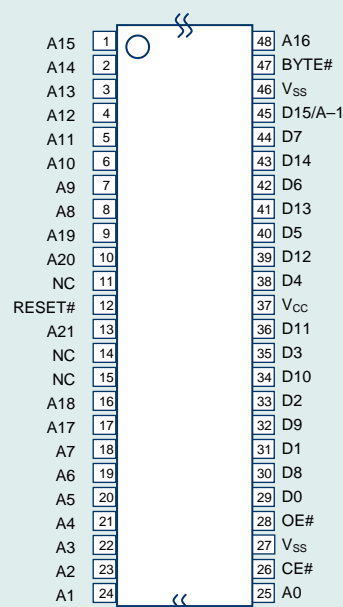 A15 1 48 A16
A14 2 47 BYTE#
A13 3 46 VSS
A12 4 45 D15/A–1
A11 5 44 D7
A10 6 43 D14
A9 7 42 D6
A8 8 41 D13
A19 9 40 D5
A20 10 39 D12
NC 11 38 D4
RESET# 12 37 VCC
A21 13 36 D11
NC 14 35 D3
NC 15 34 D10
A18 16 33 D2
A17 17 32 D9
A7 18 31 D1
A6 19 30 D8
A5 20 29 D0
A4 21 28 OE#
A3 22 27 VSS
A2 23 26 CE#
A1 24 25 A0